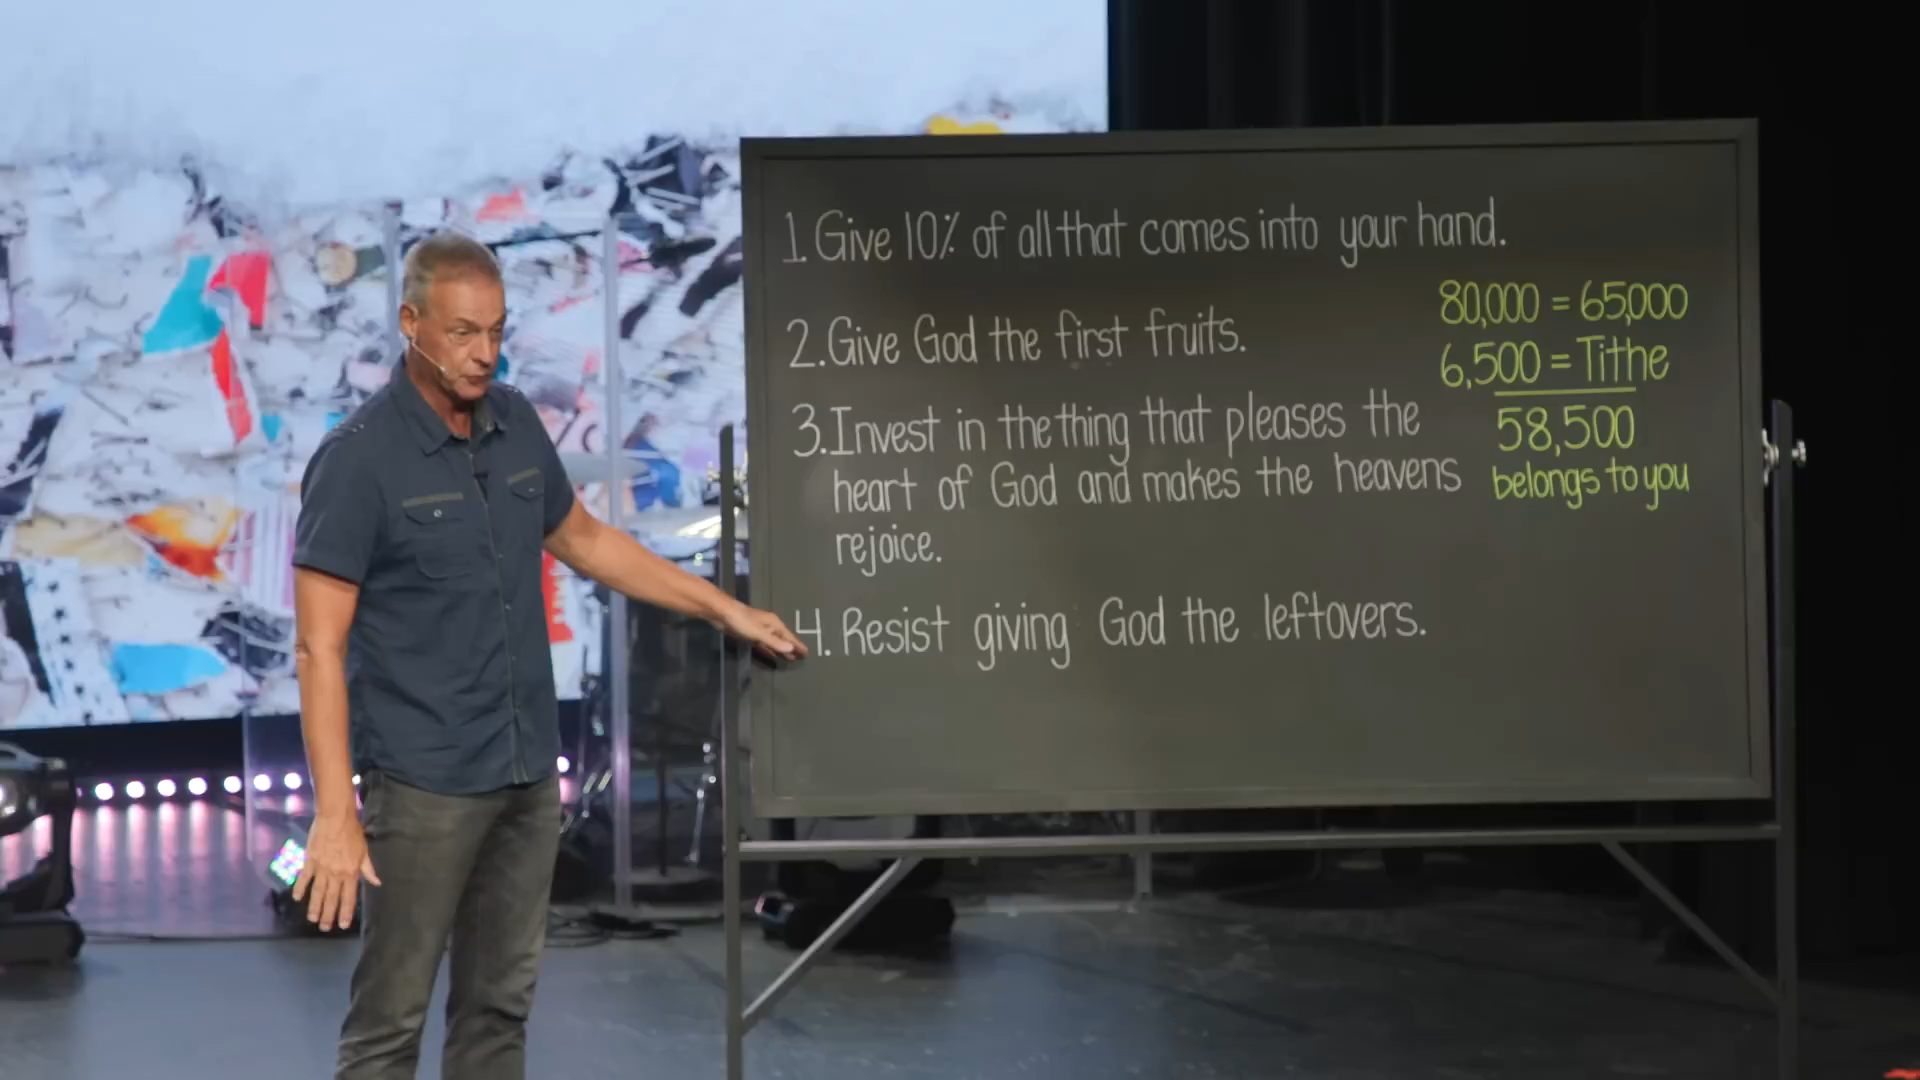 1. Give 10% of all that comes into your hand.
2. Give God the first fruits.
3. Invest in the thing that pleases the
heart of God and makes the heavens
rejoice.
4. Resist giving God the leftovers.
80,000 = 65,000
6,500 = Tithe
58,500
belongs to you